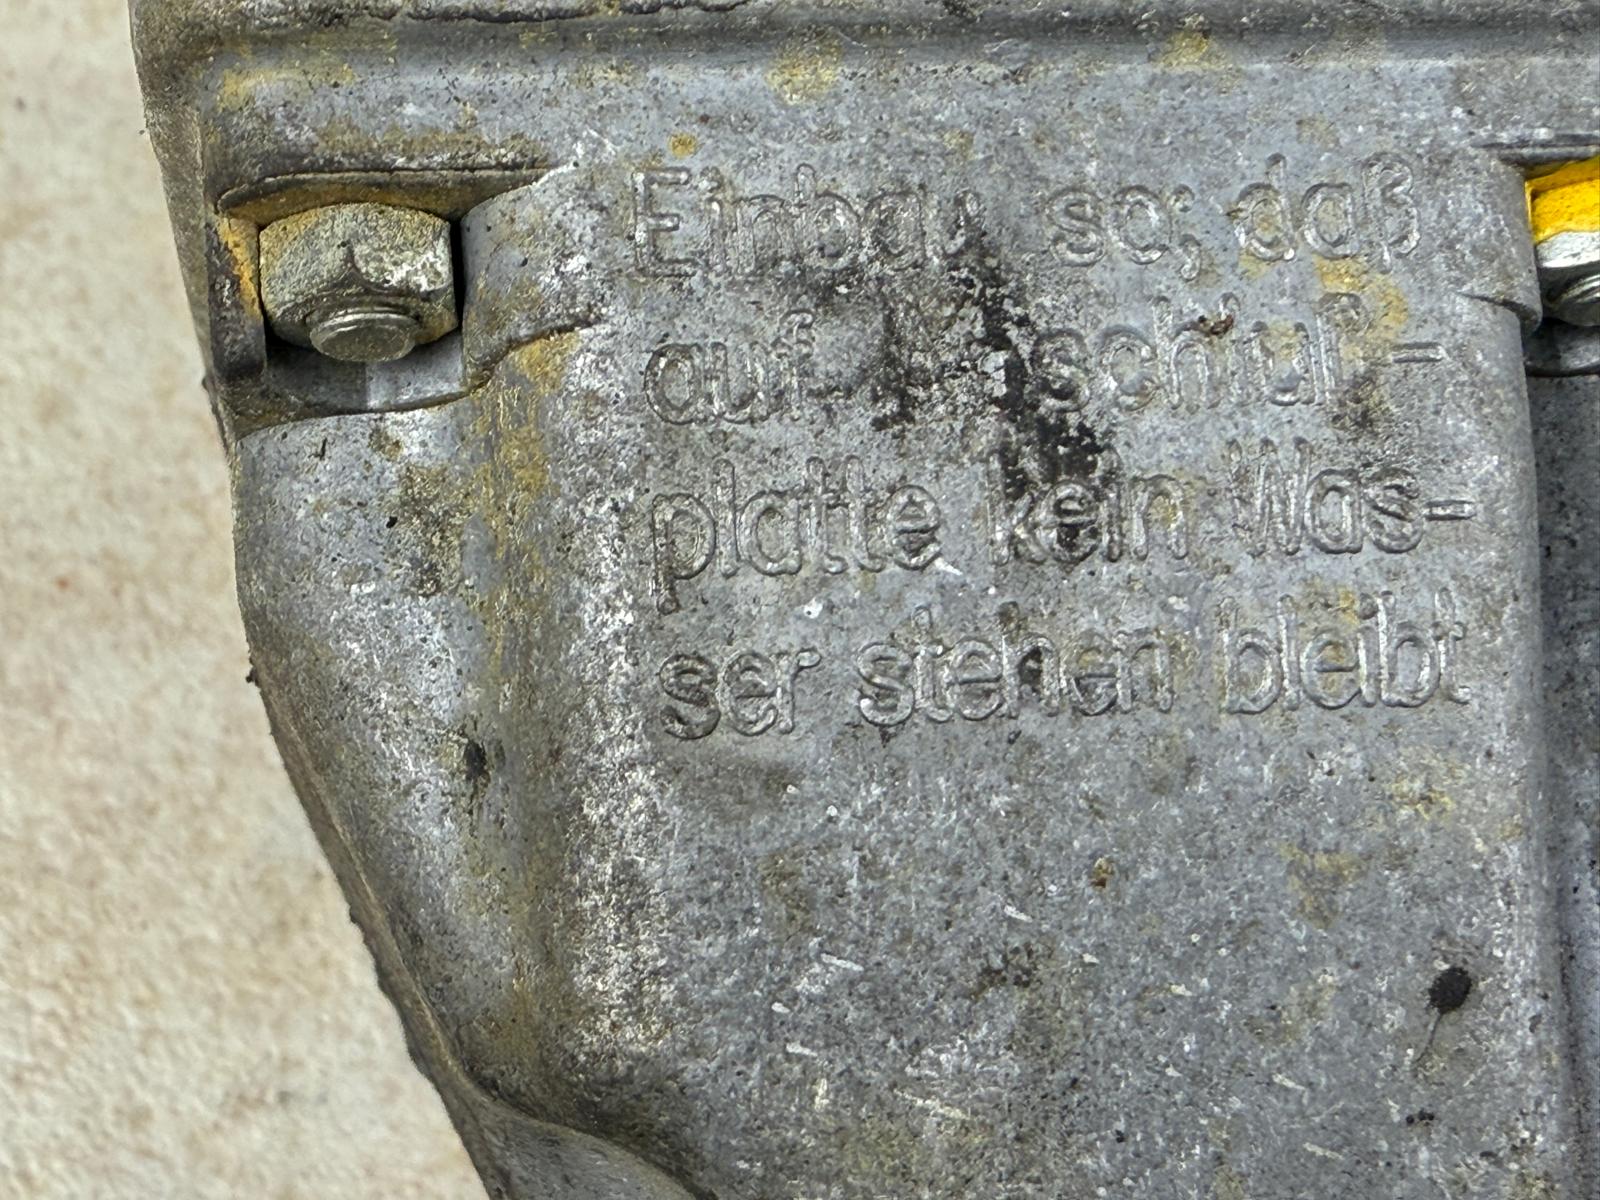 Einbau so, daß
auf
platte kein Was-
ser stehen bleibt